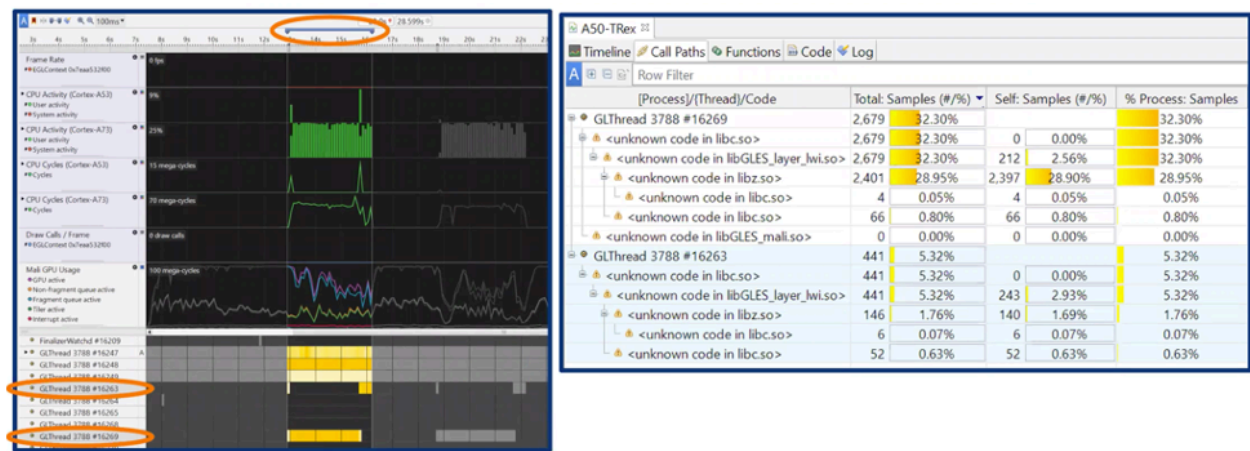 A 100ms
28.599s
3s 4s 5s 6s 7s 8s 9s 10s 11s 12s 14s 15s 16s 17s 18s 20s 21s 22s
Frame Rate
EGLContext 0x7eaa532f00
0 fps
CPU Activity (Cortex-A53)
User activity
System activity
9%
CPU Activity (Cortex-A73)
User activity
System activity
25%
CPU Cycles (Cortex-A53)
Cycles
15 mega-cycles
CPU Cycles (Cortex-A73)
Cycles
70 mega-cycles
Draw Calls / Frame
EGLContext 0x7eaa532f00
0 draw calls
Mali GPU Usage
GPU active
Non-fragment queue active
Fragment queue active
Tiler active
Interrupt active
100 mega-cycles
FinalizerWatchd #16209
GLThread 3788 #16247 A
GLThread 3788 #16248
GLThread 3788 #16249
GLThread 3788 #16263
GLThread 3788 #16264
GLThread 3788 #16265
GLThread 3788 #16268
GLThread 3788 #16269
A50-TRex
Timeline Call Paths Functions Code Log
A Row Filter
[Process]/{Thread}/Code Total: Samples (#/%) Self: Samples (#/%) % Process: Samples
GLThread 3788 #16269 2,679 32.30% 32.30%
<unknown code in libc.so> 2,679 32.30% 0 0.00% 32.30%
<unknown code in libGLES_layer_lwi.so> 2,679 32.30% 212 2.56% 32.30%
<unknown code in libz.so> 2,401 28.95% 2,397 28.90% 28.95%
<unknown code in libc.so> 4 0.05% 4 0.05% 0.05%
<unknown code in libc.so> 66 0.80% 66 0.80% 0.80%
<unknown code in libGLES_mali.so> 0 0.00% 0 0.00% 0.00%
GLThread 3788 #16263 441 5.32% 5.32%
<unknown code in libc.so> 441 5.32% 0 0.00% 5.32%
<unknown code in libGLES_layer_lwi.so> 441 5.32% 243 2.93% 5.32%
<unknown code in libz.so> 146 1.76% 140 1.69% 1.76%
<unknown code in libc.so> 6 0.07% 6 0.07% 0.07%
<unknown code in libc.so> 52 0.63% 52 0.63% 0.63%